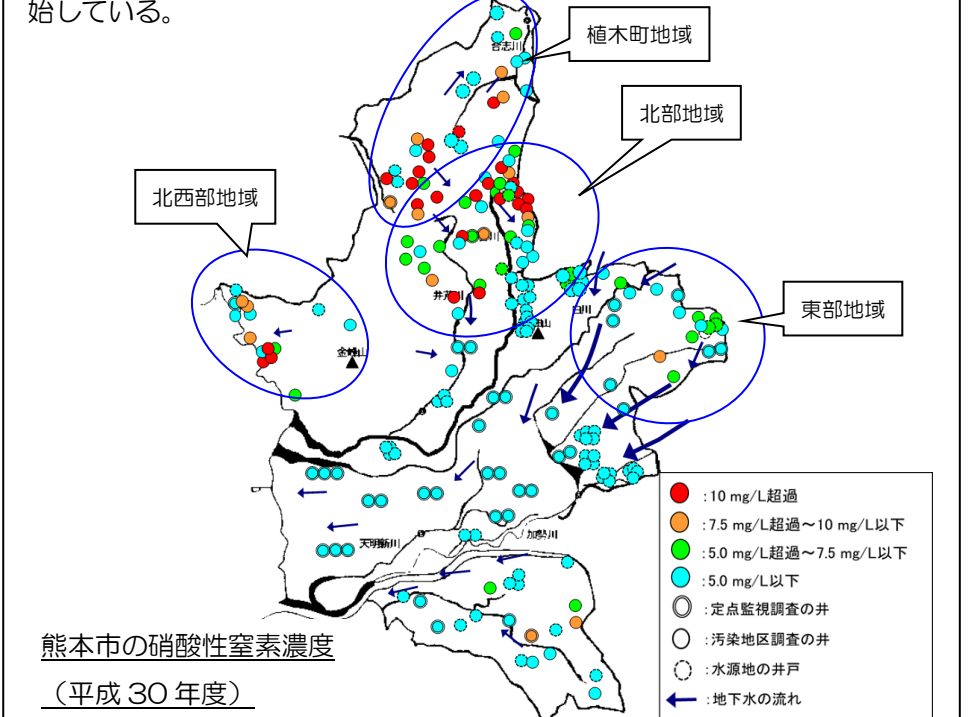 始している。
植木町地域
合志川
北部地域
北西部地域
井芹川
白川
東部地域
金峰山
立田山
:10 mg/L超過
:7.5 mg/L超過～10 mg/L以下
:5.0 mg/L超過～7.5 mg/L以下
:5.0 mg/L以下
:定点監視調査の井
:汚染地区調査の井
:水源地の井戸
:地下水の流れ
天明新川
加勢川
熊本市の硝酸性窒素濃度
（平成 30 年度）